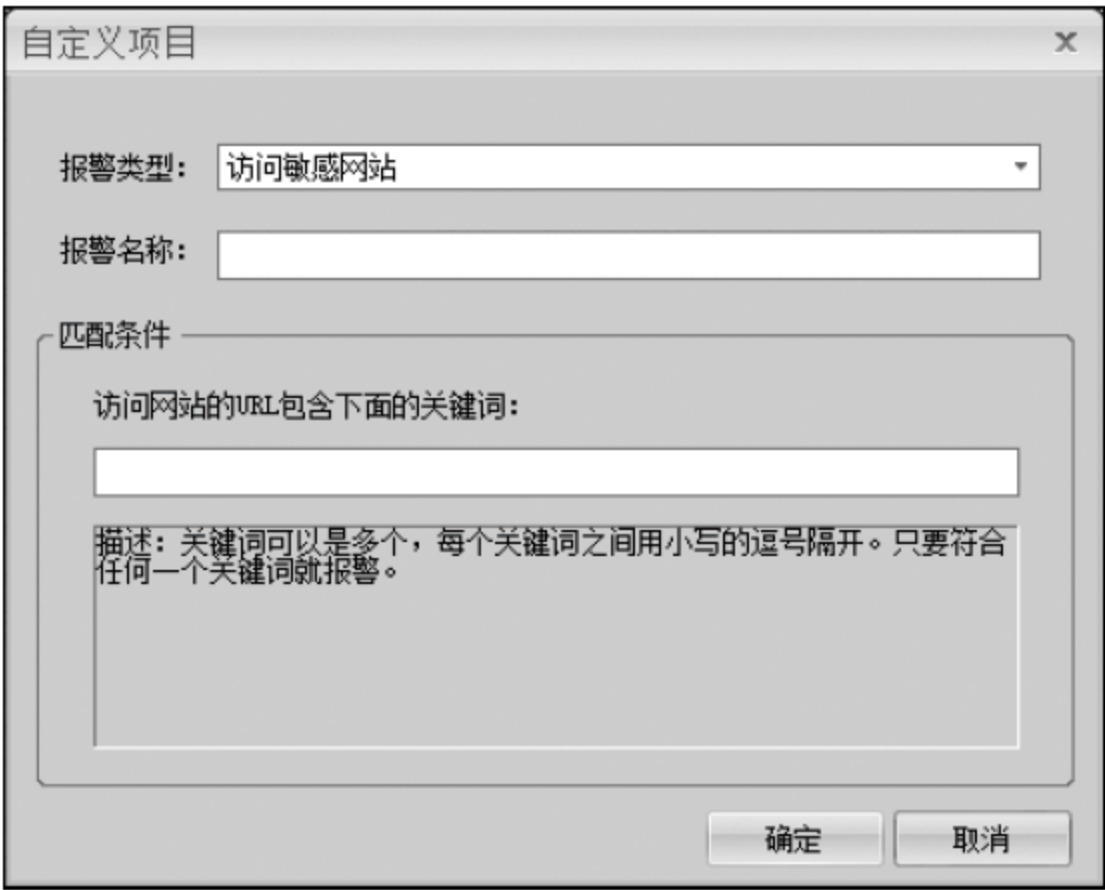 自定义项目
报警类型：
访问敏感网站
报警名称：
匹配条件
访问网站的URL包含下面的关键词：
描述：关键词可以是多个，每个关键词之间用小写的逗号隔开。只要符合
任何一个关键词就报警。
确定
取消